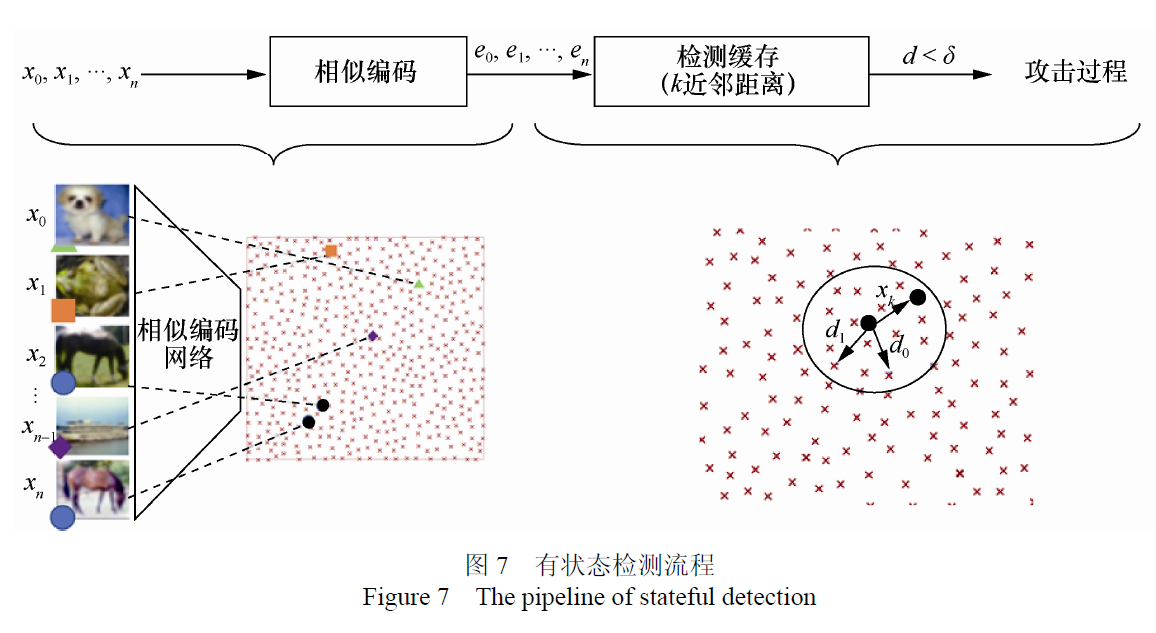 x0, x1, ···, xn
相似编码
e0, e1, ···, en
检测缓存
(k近邻距离)
d < δ
攻击过程
x0
x1
x2
⋮
xn−1
xn
相似编码
网络
xk
d1
d0
图 7 有状态检测流程
Figure 7 The pipeline of stateful detection